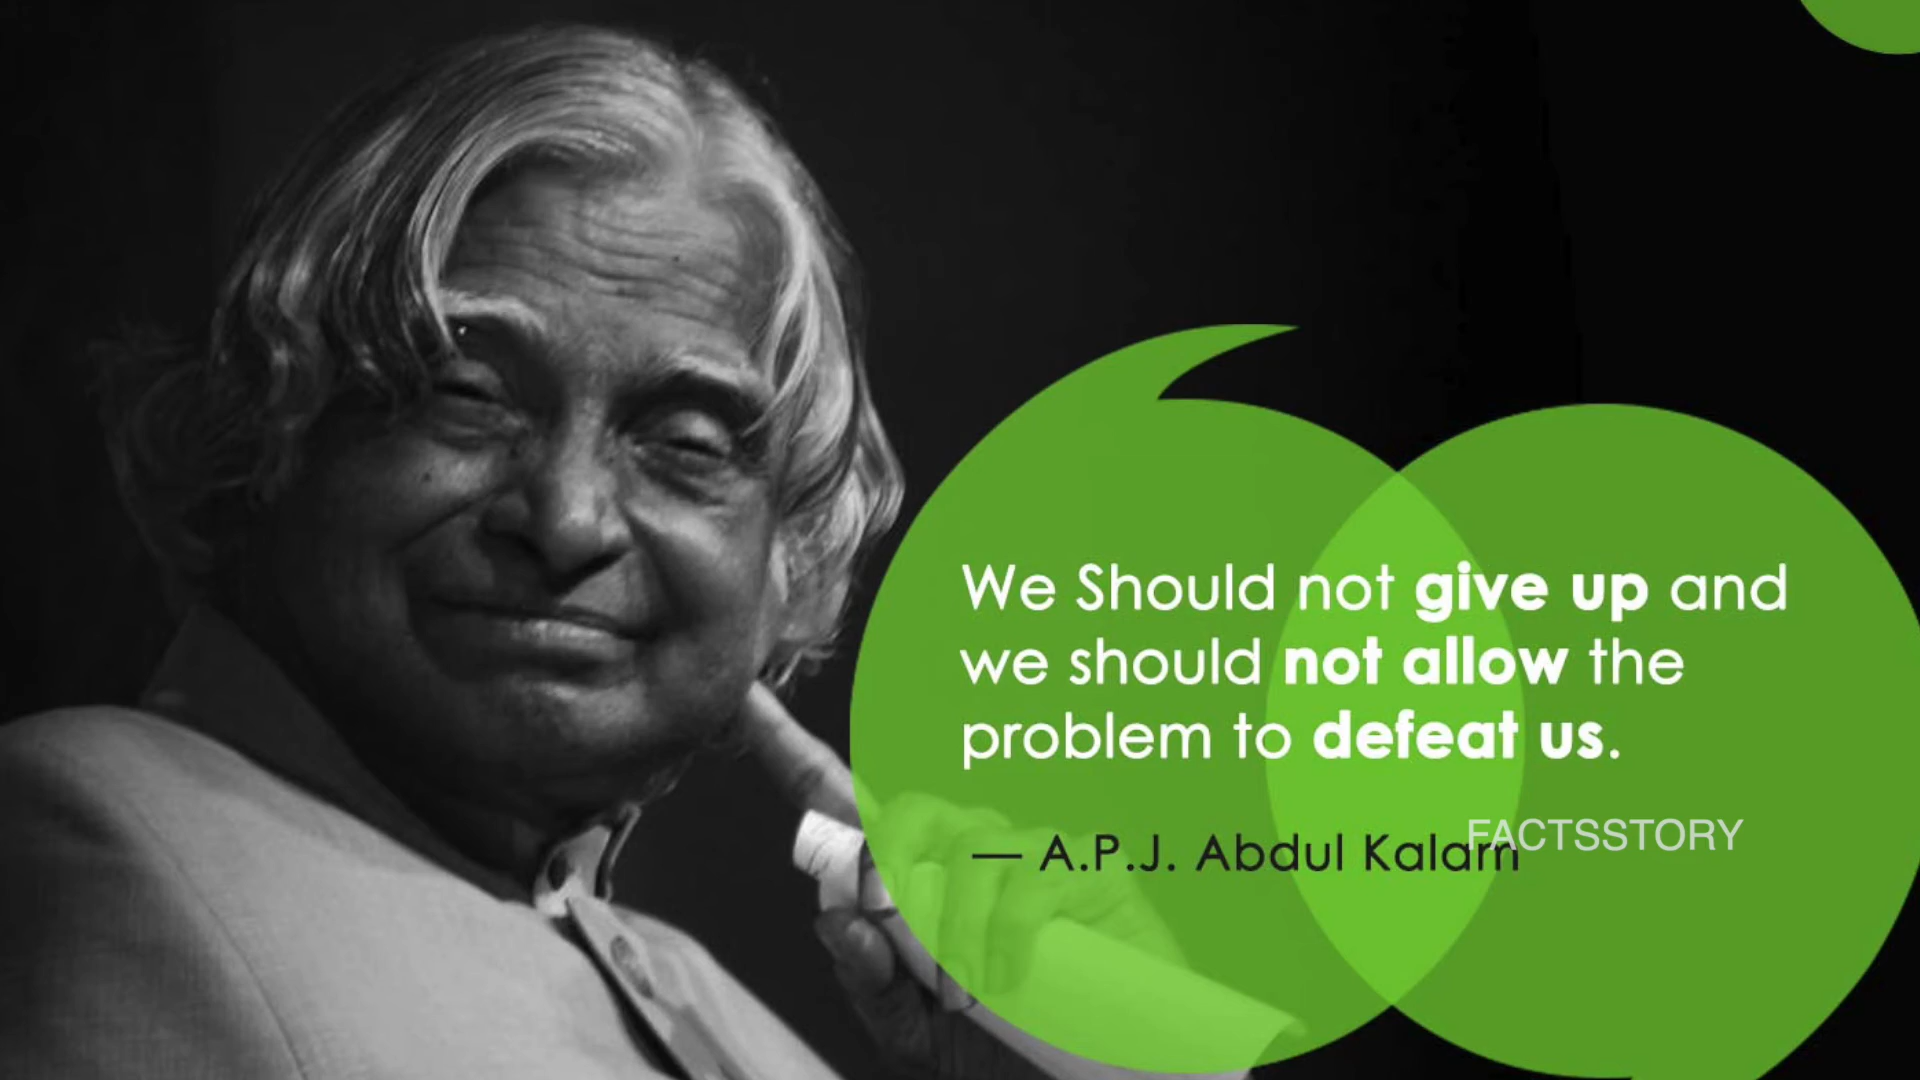 We Should not give up and
we should not allow the
problem to defeat us.
— A.P.J. Abdul Kalam
FACTSSTORY